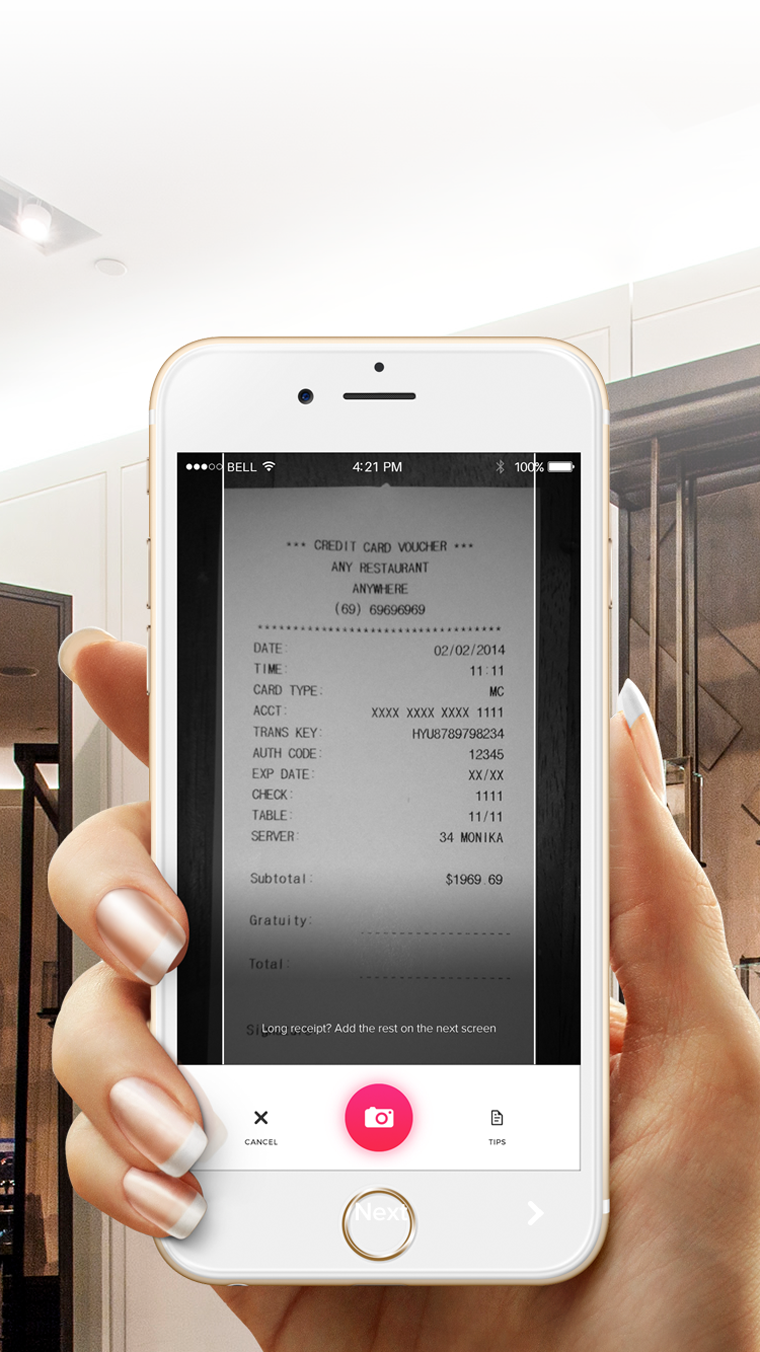 BELL 4:21 PM 100%
*** CREDIT CARD VOUCHER ***
ANY RESTAURANT
ANYWHERE
(69) 69696969
************************************
DATE: 02/02/2014
TIME: 11:11
CARD TYPE: MC
ACCT: XXXX XXXX XXXX 1111
TRANS KEY: HYU8789798234
AUTH CODE: 12345
EXP DATE: XX/XX
CHECK: 1111
TABLE: 11/11
SERVER: 34 MONIKA
Subtotal: $1969.69
Gratuity:
Total:
Long receipt? Add the rest on the next screen
CANCEL TIPS
Next